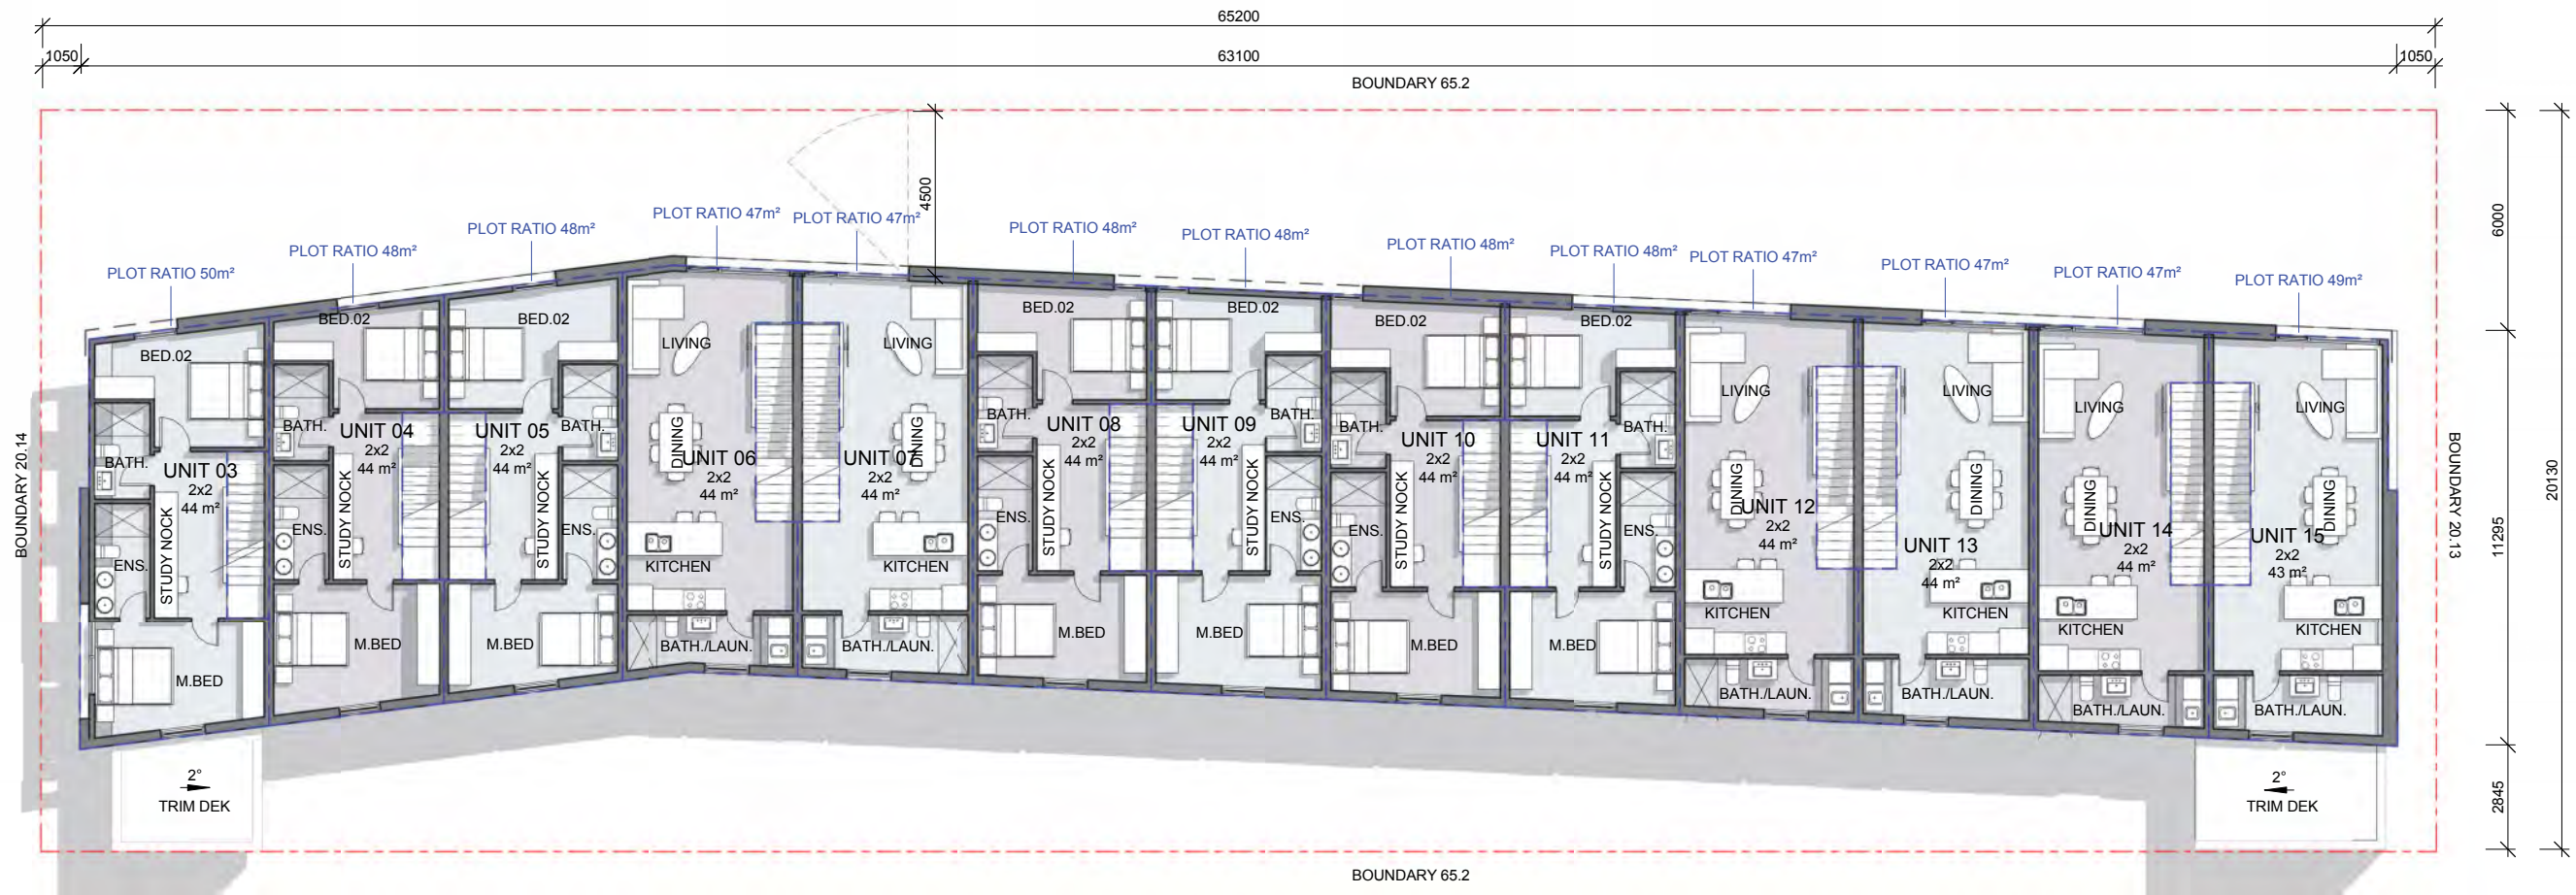 65200
1050
63100
1050
BOUNDARY 65.2
4500
6000
11295
2845
20130
BOUNDARY 20.14
BOUNDARY 20.13
PLOT RATIO 50m²
PLOT RATIO 48m²
PLOT RATIO 48m²
PLOT RATIO 47m²
PLOT RATIO 47m²
PLOT RATIO 48m²
PLOT RATIO 48m²
PLOT RATIO 48m²
PLOT RATIO 48m²
PLOT RATIO 47m²
PLOT RATIO 47m²
PLOT RATIO 47m²
PLOT RATIO 49m²
BED.02
BATH.
UNIT 03
2x2
44 m²
STUDY NOCK
ENS.
M.BED
BED.02
BATH.
UNIT 04
2x2
44 m²
STUDY NOCK
ENS.
M.BED
BED.02
UNIT 05
2x2
44 m²
BATH.
STUDY NOCK
ENS.
M.BED
LIVING
DINING
UNIT 06
2x2
44 m²
KITCHEN
BATH./LAUN.
LIVING
DINING
UNIT 07
2x2
44 m²
KITCHEN
BATH./LAUN.
BED.02
BATH.
UNIT 08
2x2
44 m²
STUDY NOCK
ENS.
M.BED
BED.02
UNIT 09
2x2
44 m²
BATH.
STUDY NOCK
ENS.
M.BED
BED.02
BATH.
UNIT 10
2x2
44 m²
STUDY NOCK
ENS.
M.BED
BED.02
UNIT 11
2x2
44 m²
BATH.
STUDY NOCK
ENS.
M.BED
LIVING
DINING
UNIT 12
2x2
44 m²
KITCHEN
BATH./LAUN.
LIVING
DINING
UNIT 13
2x2
44 m²
KITCHEN
BATH./LAUN.
LIVING
DINING
UNIT 14
2x2
44 m²
KITCHEN
BATH./LAUN.
LIVING
DINING
UNIT 15
2x2
43 m²
KITCHEN
BATH./LAUN.
2°
TRIM DEK
2°
TRIM DEK
BOUNDARY 65.2